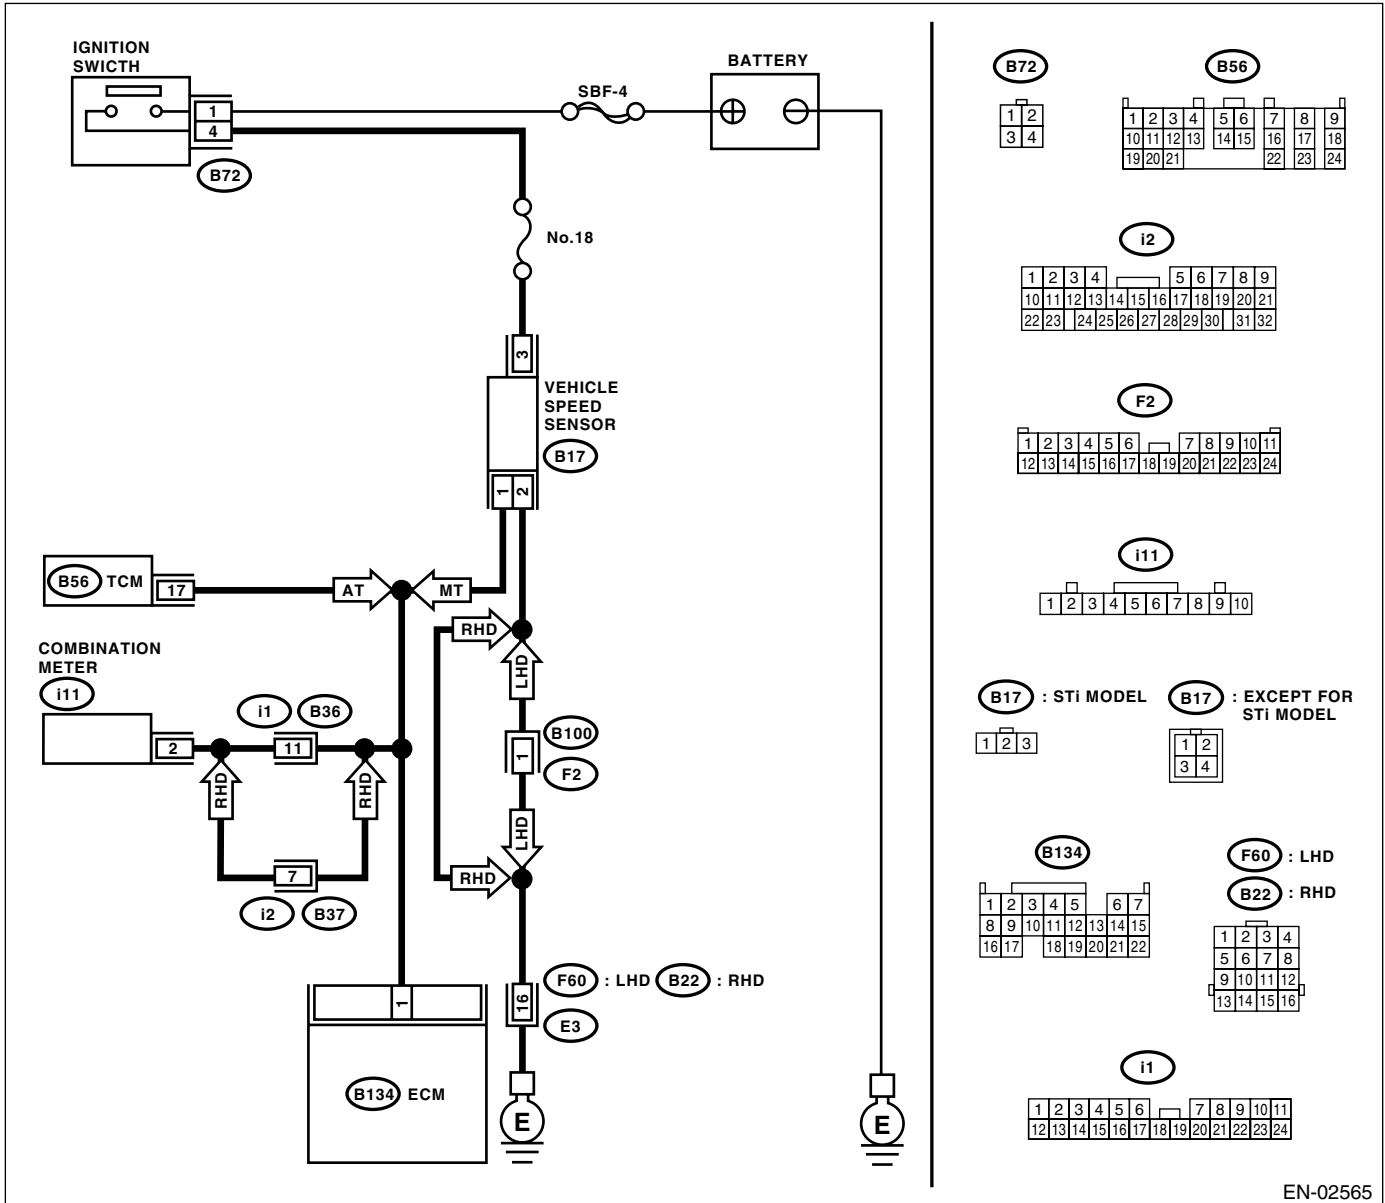 IGNITION
SWICTH
1
4
B72
SBF-4
BATTERY
No.18
3
VEHICLE
SPEED
SENSOR
B17
1 2
B56 TCM
17
AT
MT
RHD
LHD
COMBINATION
METER
i11
2
i1 B36
11
RHD
RHD
7
i2 B37
B100
1
F2
LHD
RHD
F60 : LHD B22 : RHD
16
E3
1
B134 ECM
E
E
B72
1 2
3 4
B56
1 2 3 4 5 6 7 8 9
10 11 12 13 14 15 16 17 18
19 20 21 22 23 24
i2
1 2 3 4 5 6 7 8 9
10 11 12 13 14 15 16 17 18 19 20 21
22 23 24 25 26 27 28 29 30 31 32
F2
1 2 3 4 5 6 7 8 9 10 11
12 13 14 15 16 17 18 19 20 21 22 23 24
i11
1 2 3 4 5 6 7 8 9 10
B17 : STi MODEL
1 2 3
B17 : EXCEPT FOR
STi MODEL
1 2
3 4
B134
1 2 3 4 5 6 7
8 9 10 11 12 13 14 15
16 17 18 19 20 21 22
F60 : LHD
B22 : RHD
1 2 3 4
5 6 7 8
9 10 11 12
13 14 15 16
i1
1 2 3 4 5 6 7 8 9 10 11
12 13 14 15 16 17 18 19 20 21 22 23 24
EN-02565